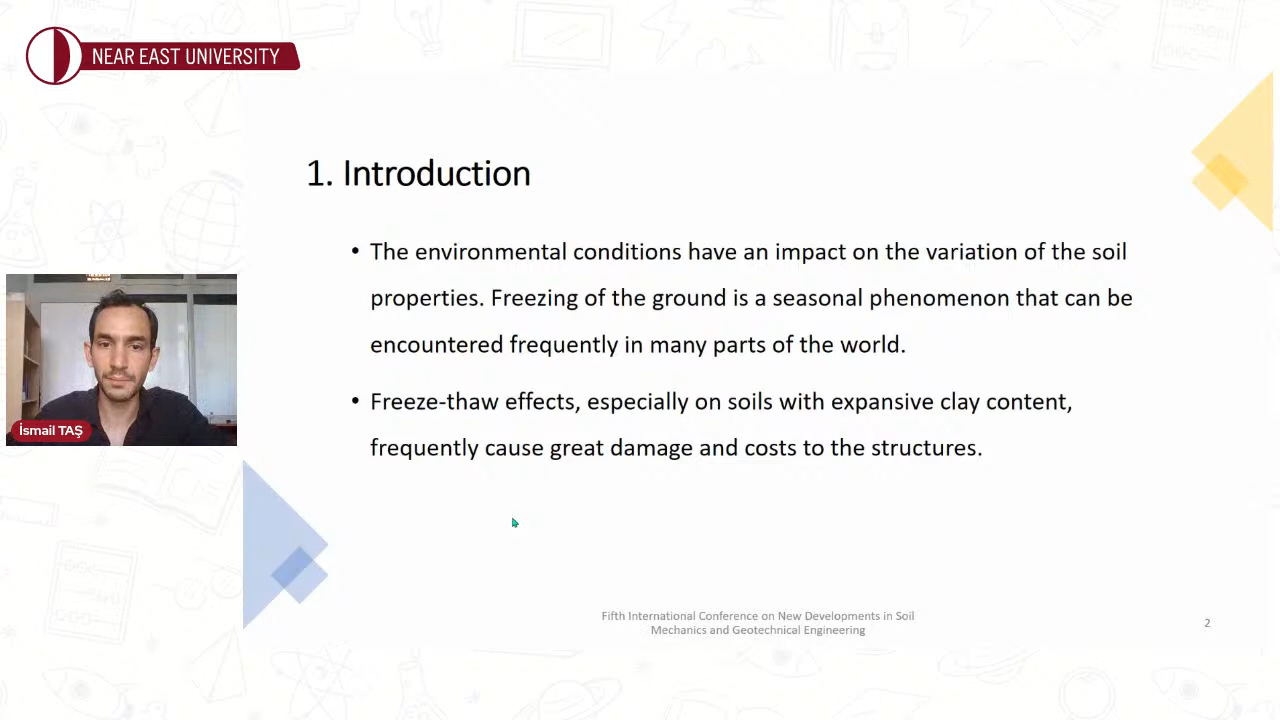 NEAR EAST UNIVERSITY
1. Introduction
• The environmental conditions have an impact on the variation of the soil
properties. Freezing of the ground is a seasonal phenomenon that can be
encountered frequently in many parts of the world.
• Freeze-thaw effects, especially on soils with expansive clay content,
frequently cause great damage and costs to the structures.
İsmail TAŞ
Fifth International Conference on New Developments in Soil
Mechanics and Geotechnical Engineering
2